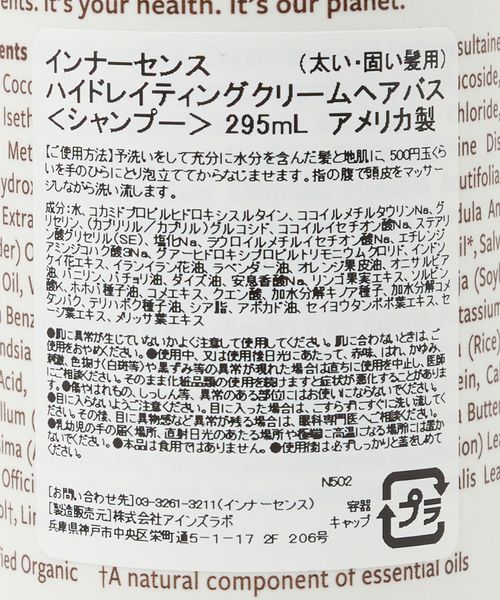 nts. It's your health. It's our planet.
インナーセンス （太い・固い髪用）
ハイドレイティングクリームヘアバス
＜シャンプー＞ 295mL アメリカ製
【ご使用方法】予洗いをして充分に水分を含んだ髪と地肌に、500円玉くら
いを手のひらにとり泡立ててからなじませます。指の腹で頭皮をマッサー
ジしながら洗い流します。
成分：水、コカミドプロピルヒドロキシスルタイン、ココイルメチルタウリンNa、グ
リセリン、(カプリリル/カプリル)グルコシド、ココイルイセチオン酸Na、ステアリ
ン酸グリセリル(SE)、塩化Na、ラウロイルメチルイセチオン酸Na、エチレンジ
アミンジコハク酸3Na、グアーヒドロキシプロピルトリモニウムクロリド、インドソ
ケイ花エキス、イランイラン花油、ラベンダー油、オレンジ果皮油、オニサルビア
油、バニリン、パチョリ油、ダイズ油、安息香酸Na、リンゴ果実エキス、ソルビン
酸K、ホホバ種子油、コメエキス、クエン酸、加水分解キノア種子、加水分解コメ
タンパク、テリハボク種子油、シア脂、アボカド油、セイヨウタンポポ葉エキス、セ
ージ葉エキス、メリッサ葉エキス
●肌に異常が生じていないかよく注意して使用してください。肌に合わないときは、ご
使用をおやめください。●使用中、又は使用後日光にあたって、赤味、はれ、かゆみ、
刺激、色抜け(白斑等)や黒ずみ等の異常が現れた場合は直ちに使用を中止し、医師
にご相談ください。そのまま化粧品類の使用を続けますと症状が悪化することがありま
す。●傷やはれもの、しっしん等、異常のある部位にはお使いにならないでください。
●目に入らないようご注意ください。目に入った場合は、こすらずにすぐに洗い流してく
ださい。その後、目に異物感など異常が残る場合は、眼科専門医へご相談ください。
●乳幼児の手の届く場所、直射日光のあたる場所や極端に高温になる場所には置か
ないでください。●本品は食用ではありません。●使用後は必ずしっかりと蓋をしめて
ください。
N502
[お問い合わせ先]03-3261-3211(インナーセンス)
[製造販売元]株式会社アインズラボ
兵庫県神戸市中央区栄町通5-1-17 2F 206号
容器
キャップ
プラ
fied Organic †A natural component of essential oils